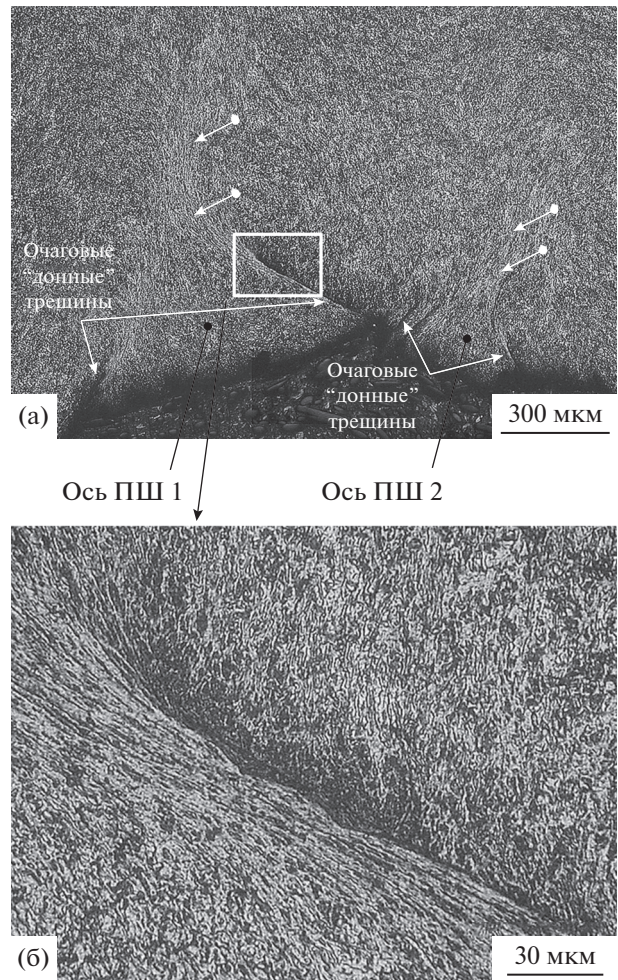 Очаговые
“донные”
трещины
Очаговые
“донные”
трещины
(а)
300 мкм
Ось ПШ 1
Ось ПШ 2
(б)
30 мкм